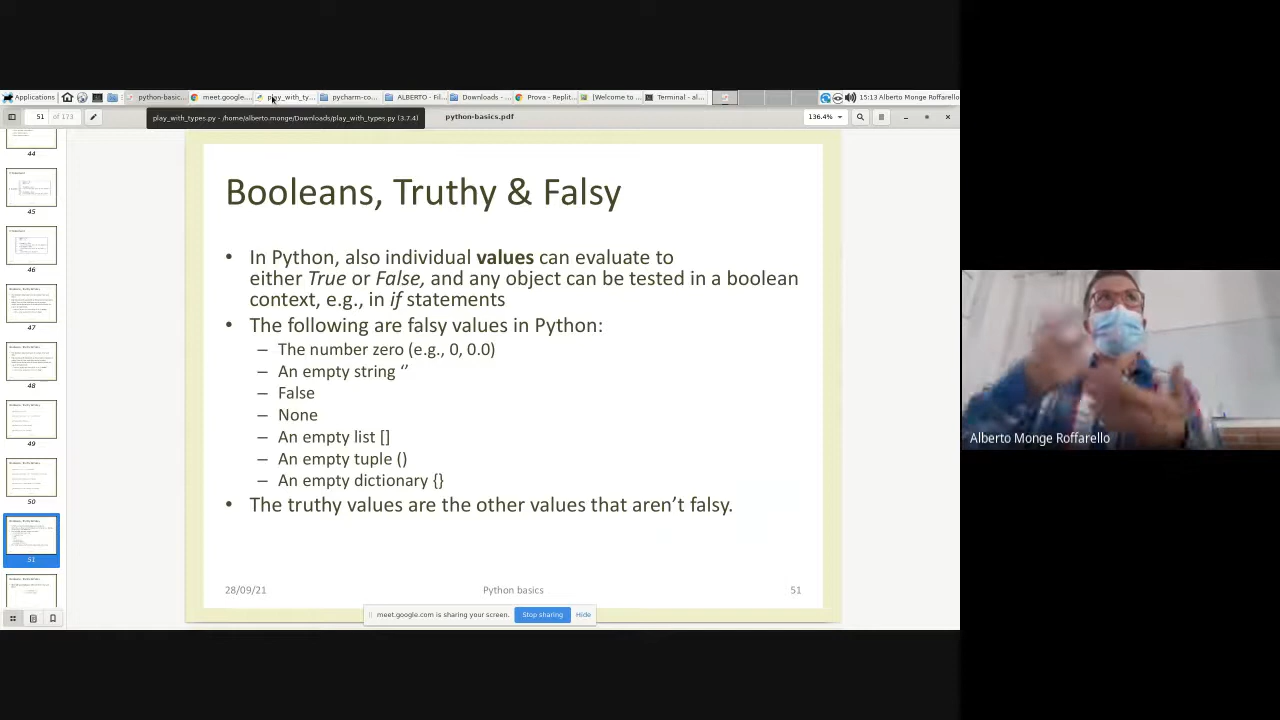 Applications
python-basic...
meet.google....
play_with_ty...
pycharm-co...
ALBERTO - Fil...
Downloads - ...
Prova - Replit...
[Welcome to ...
Terminal - al...
15:13 Alberto Monge Roffarello
51 of 173
play_with_types.py - /home/alberto.monge/Downloads/play_with_types.py (3.7.4)
python-basics.pdf
136.4%
44
45
46
47
48
49
50
51
Booleans, Truthy & Falsy
• In Python, also individual values can evaluate to
either True or False, and any object can be tested in a boolean
context, e.g., in if statements
• The following are falsy values in Python:
– The number zero (e.g., 0, 0.0)
– An empty string ‘’
– False
– None
– An empty list []
– An empty tuple ()
– An empty dictionary {}
• The truthy values are the other values that aren’t falsy.
28/09/21
Python basics
51
meet.google.com is sharing your screen.
Stop sharing
Hide
Alberto Monge Roffarello